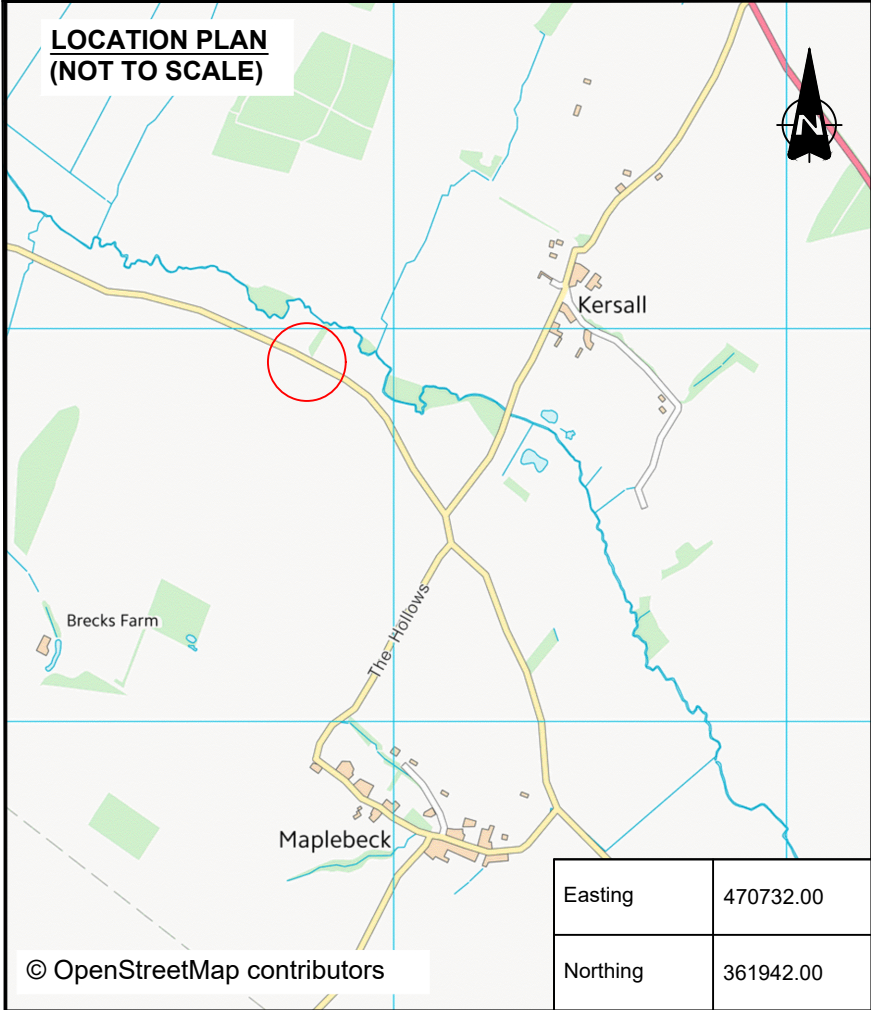 LOCATION PLAN
(NOT TO SCALE)
N
Kersall
The Hollows
Brecks Farm
Maplebeck
Easting 470732.00
Northing 361942.00
© OpenStreetMap contributors